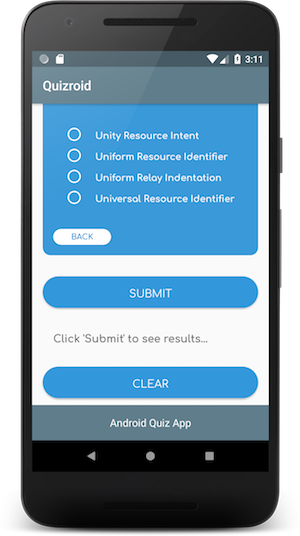 3:11
Quizroid
Unity Resource Intent
Uniform Resource Identifier
Uniform Relay Indentation
Universal Resource Identifier
BACK
SUBMIT
Click 'Submit' to see results...
CLEAR
Android Quiz App